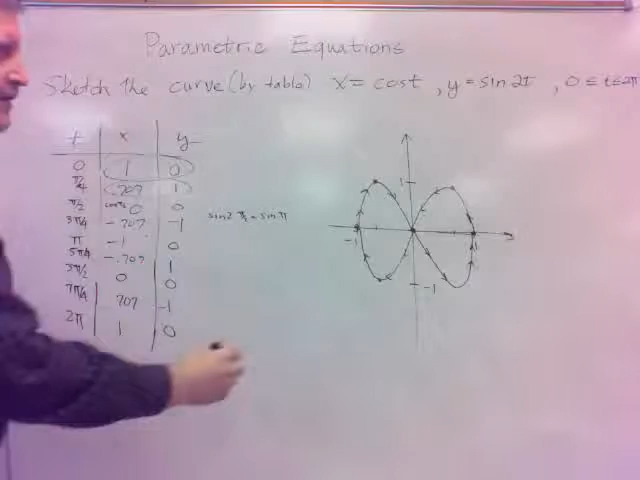 Parametric Equations
Sketch the curve (by table) x = cos t , y = sin 2t , 0 ≤ t ≤ 2π
t x y
0 1 0
π/4 .707 1
π/2 cos π/2 0 0
3π/4 -.707 -1
sin 2 π/2 = sin π
π -1 0
5π/4 -.707 1
3π/2 0 0
7π/4 .707 -1
2π 1 0
1
-1 1
-1